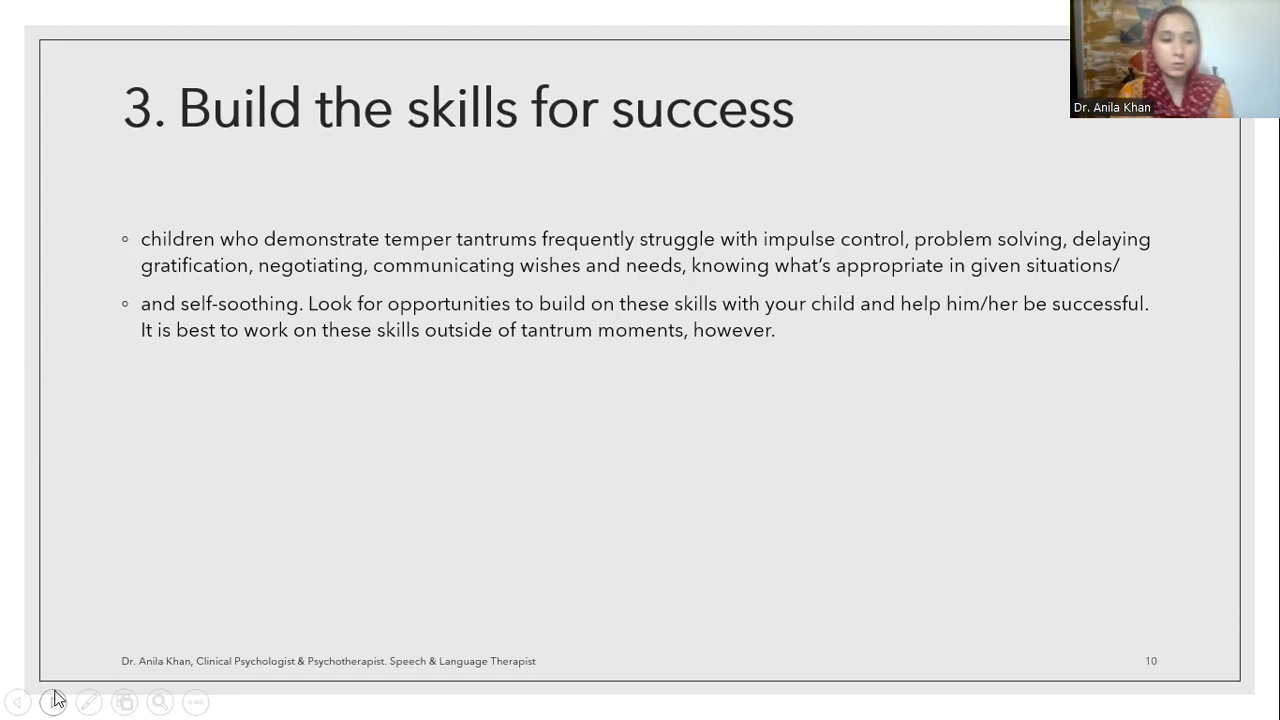 3. Build the skills for success
Dr. Anila Khan
children who demonstrate temper tantrums frequently struggle with impulse control, problem solving, delaying
gratification, negotiating, communicating wishes and needs, knowing what’s appropriate in given situations/
and self-soothing. Look for opportunities to build on these skills with your child and help him/her be successful.
It is best to work on these skills outside of tantrum moments, however.
Dr. Anila Khan, Clinical Psychologist & Psychotherapist. Speech & Language Therapist
10